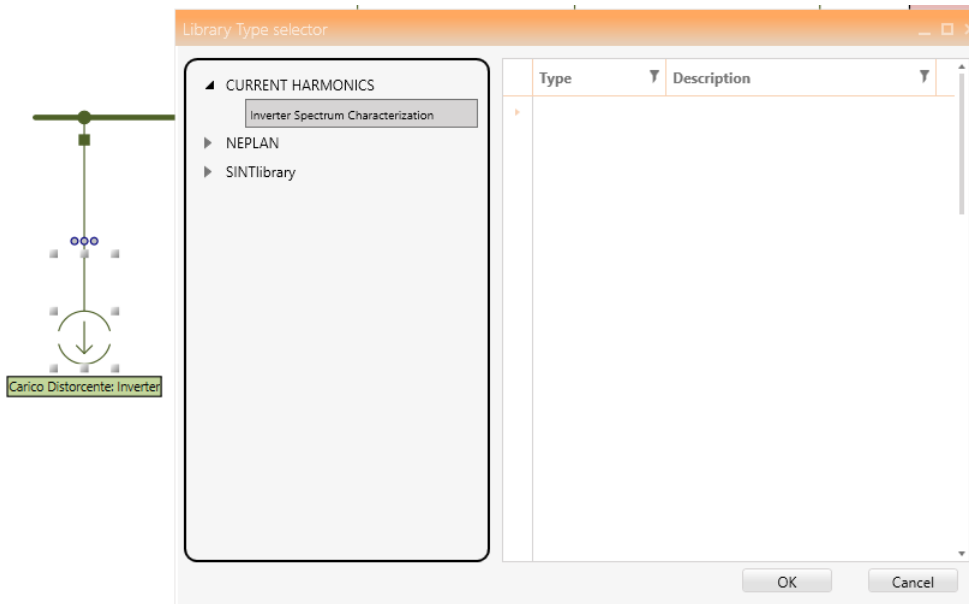 Library Type selector
CURRENT HARMONICS
Inverter Spectrum Characterization
NEPLAN
SINTlibrary
Type
Description
Carico Distorcente: Inverter
OK
Cancel